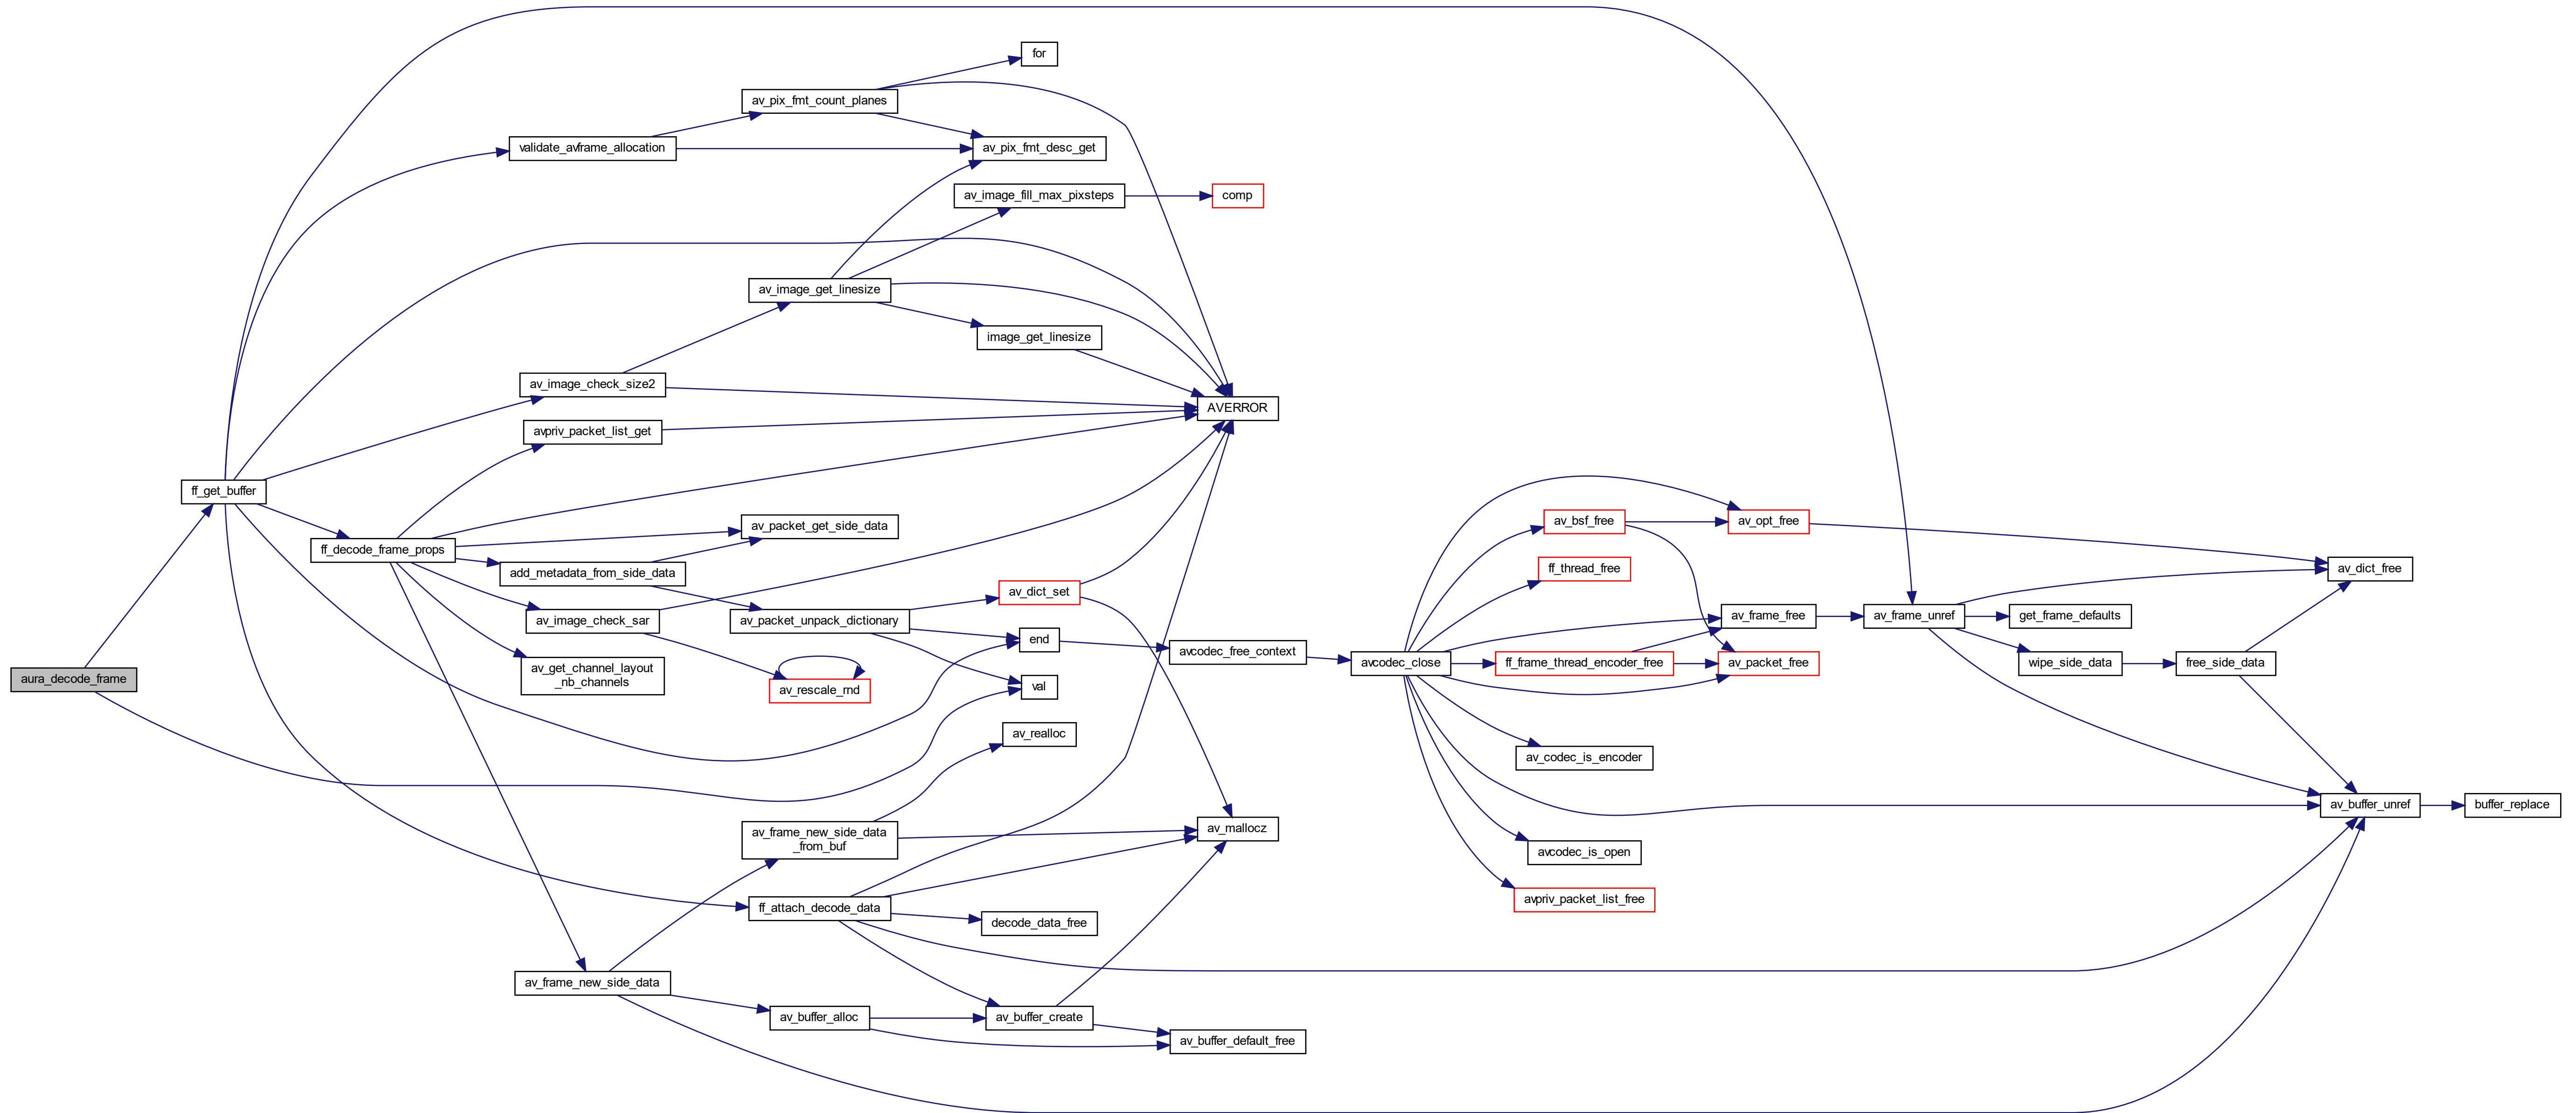 for
av_pix_fmt_count_planes
validate_avframe_allocation
av_pix_fmt_desc_get
av_image_fill_max_pixsteps
comp
av_image_get_linesize
image_get_linesize
av_image_check_size2
AVERROR
avpriv_packet_list_get
ff_get_buffer
av_bsf_free
av_opt_free
av_packet_get_side_data
ff_decode_frame_props
add_metadata_from_side_data
ff_thread_free
av_dict_free
av_dict_set
av_image_check_sar
av_packet_unpack_dictionary
av_frame_free
av_frame_unref
get_frame_defaults
end
avcodec_free_context
avcodec_close
ff_frame_thread_encoder_free
av_packet_free
wipe_side_data
free_side_data
av_get_channel_layout
_nb_channels
aura_decode_frame
av_rescale_rnd
val
av_realloc
av_codec_is_encoder
av_buffer_unref
buffer_replace
av_frame_new_side_data
_from_buf
av_mallocz
avcodec_is_open
avpriv_packet_list_free
ff_attach_decode_data
decode_data_free
av_frame_new_side_data
av_buffer_alloc
av_buffer_create
av_buffer_default_free